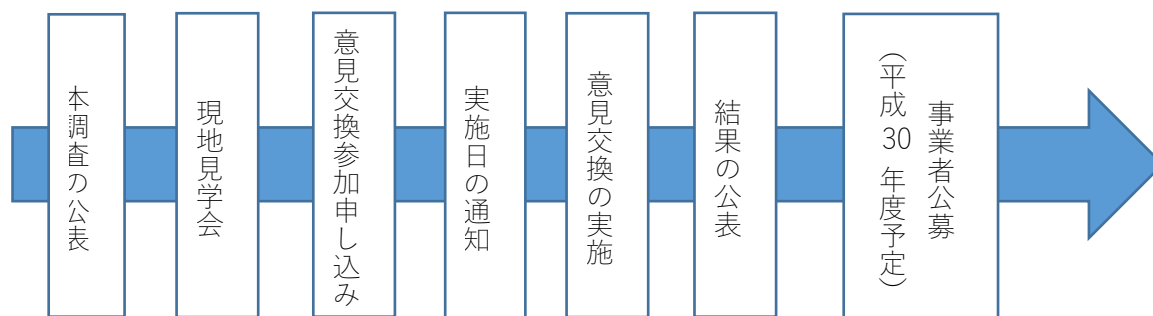 本調査の公表
現地見学会
意見交換参加申し込み
実施日の通知
意見交換の実施
結果の公表
事業者公募
(平成30年度予定)